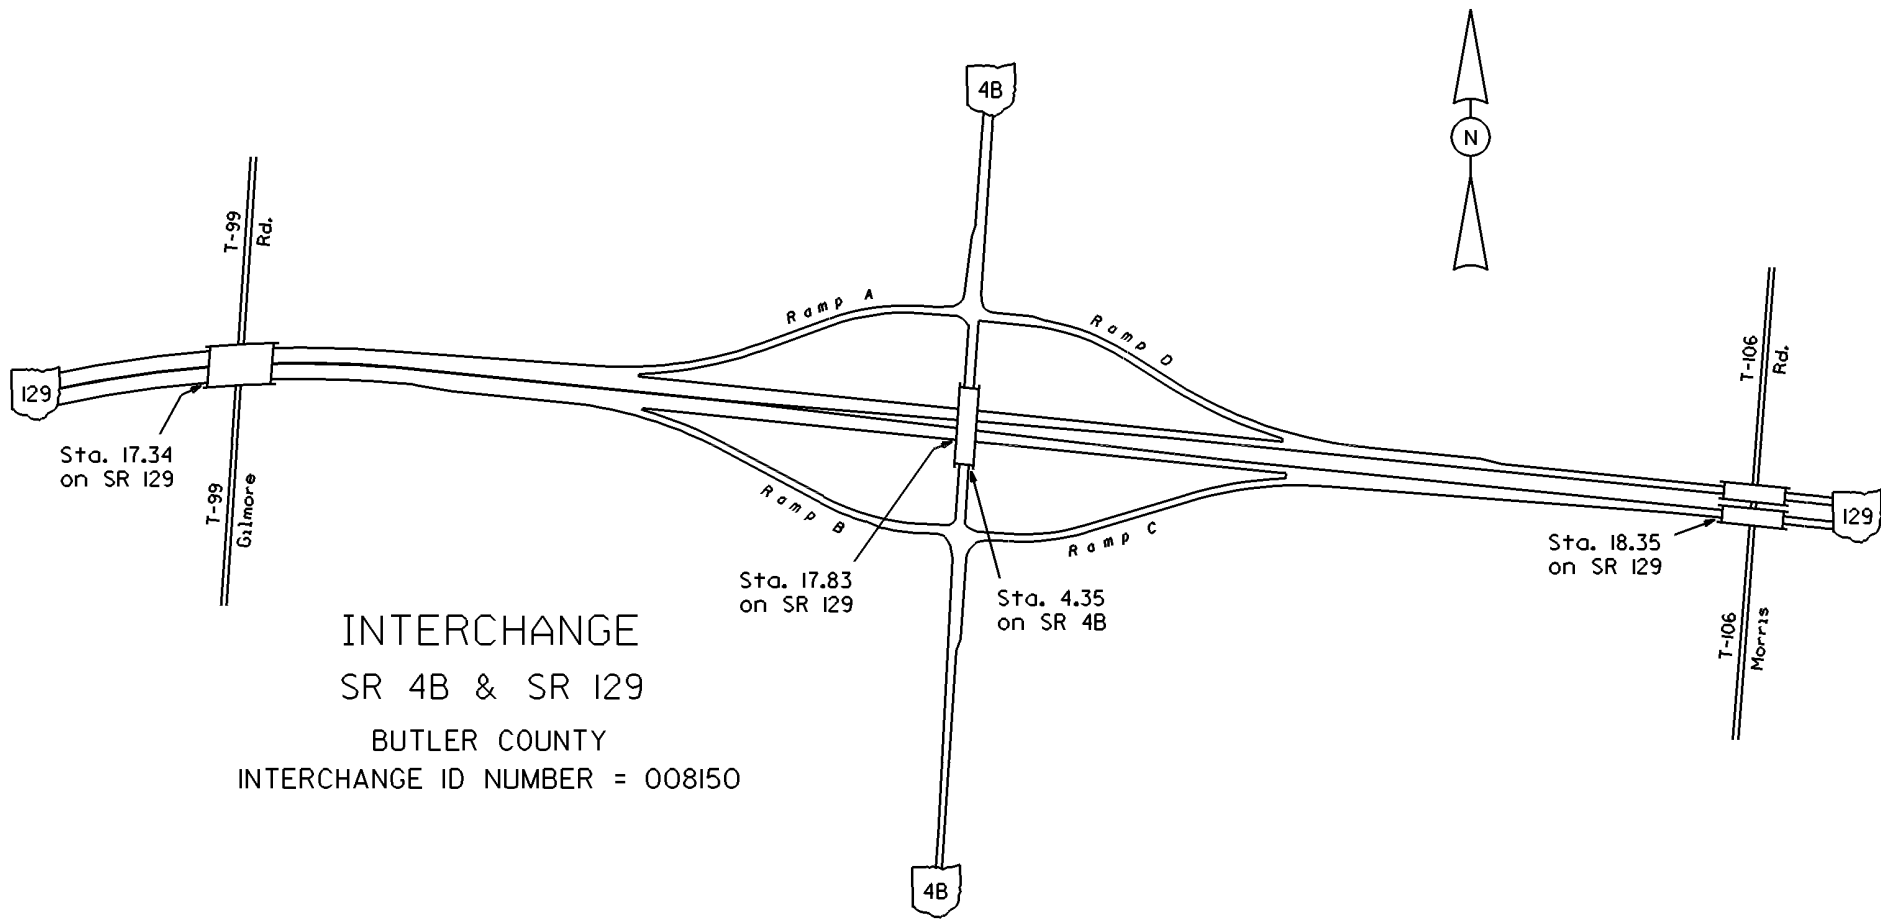 4B
N
T-99
Rd.
Ramp A
Ramp D
T-106
Rd.
129
Sta. 17.34
on SR 129
T-99
Gilmore
Ramp B
Ramp C
129
Sta. 18.35
on SR 129
Sta. 17.83
on SR 129
Sta. 4.35
on SR 4B
T-106
Morris
INTERCHANGE
SR 4B & SR 129
BUTLER COUNTY
INTERCHANGE ID NUMBER = 008150
4B